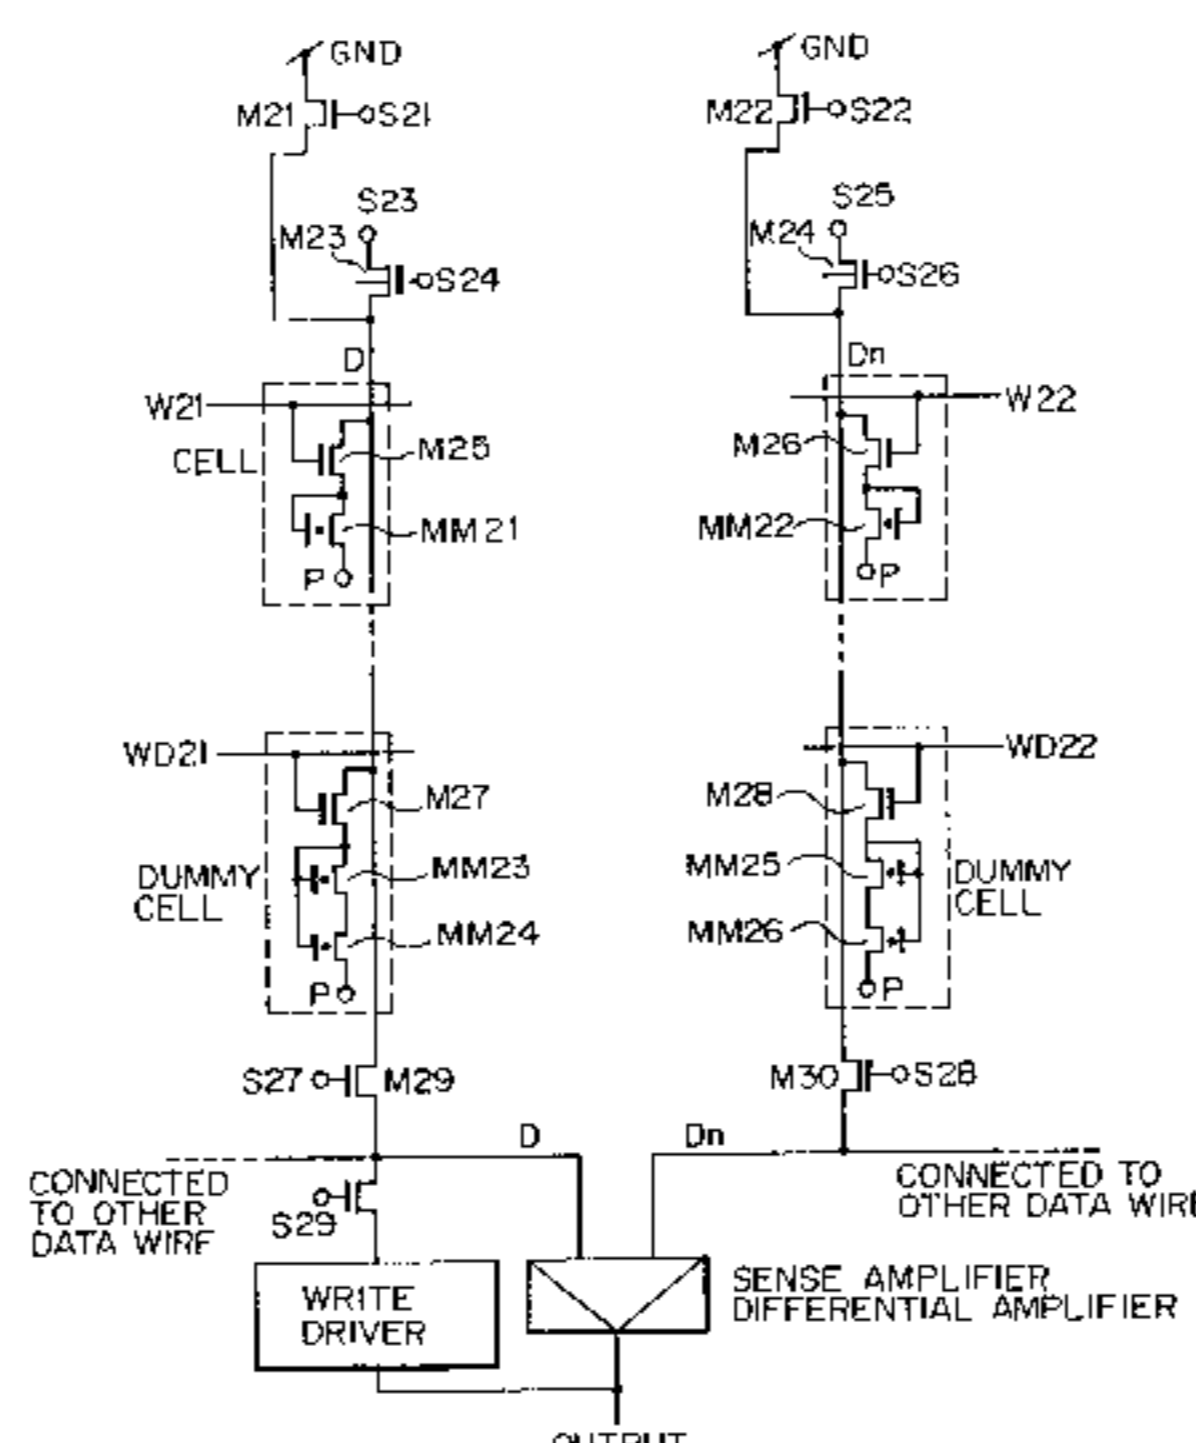 GND
GND
M21
S21
M22
S22
S23
S25
M23
M24
S24
S26
D
Dn
W21
W22
CELL
M25
M26
MM21
MM22
P
P
WD21
WD22
M27
M28
DUMMY
CELL
MM23
MM25
DUMMY
CELL
MM24
MM26
P
P
S27
M29
M30
S28
D
Dn
CONNECTED
TO OTHER
DATA WIRE
CONNECTED TO
OTHER DATA WIRE
S29
WRITE
DRIVER
SENSE AMPLIFIER
DIFFERENTIAL AMPLIFIER
OUTPUT